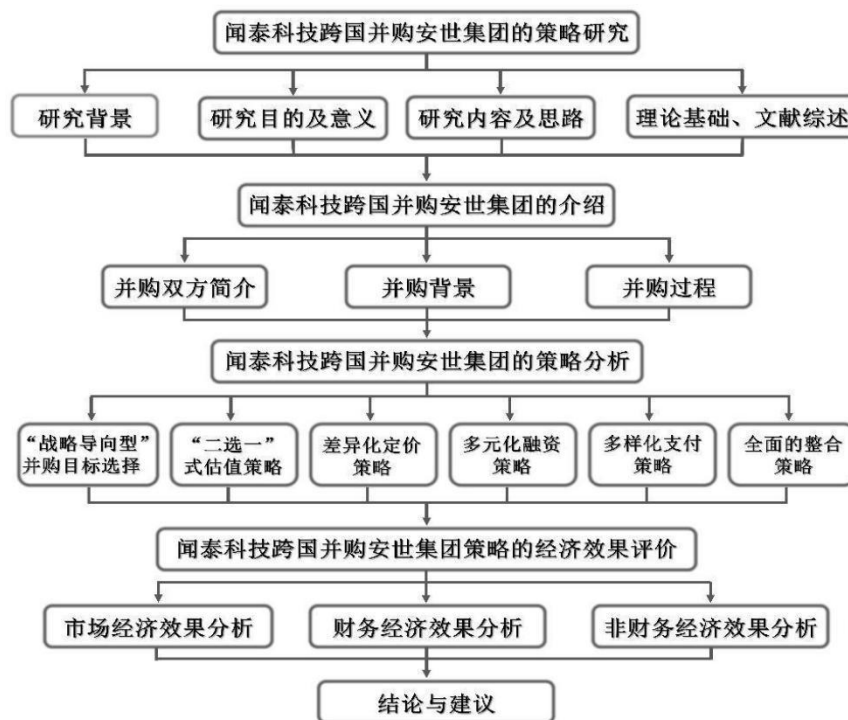 闻泰科技跨国并购安世集团的策略研究
研究背景
研究目的及意义
研究内容及思路
理论基础、文献综述
闻泰科技跨国并购安世集团的介绍
并购双方简介
并购背景
并购过程
闻泰科技跨国并购安世集团的策略分析
“战略导向型”
并购目标选择
“二选一”
式估值策略
差异化定价
策略
多元化融资
策略
多样化支付
策略
全面的整合
策略
闻泰科技跨国并购安世集团策略的经济效果评价
市场经济效果分析
财务经济效果分析
非财务经济效果分析
结论与建议